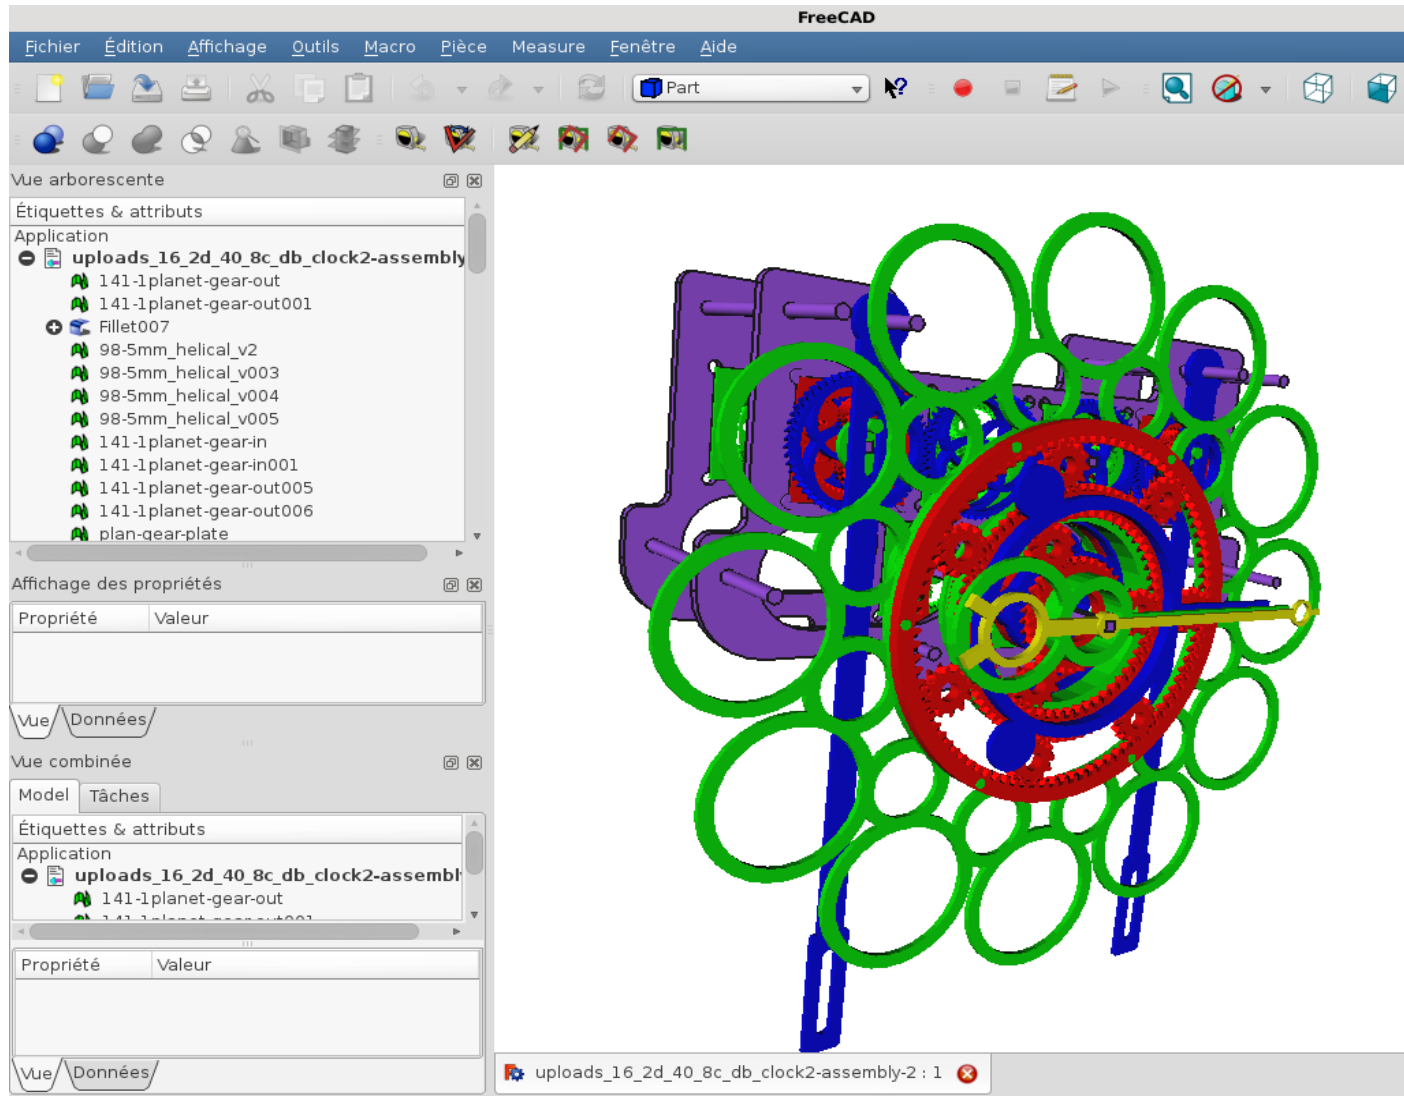 FreeCAD
Fichier Édition Affichage Outils Macro Pièce Measure Fenêtre Aide
Part
Vue arborescente
Étiquettes & attributs
Application
uploads_16_2d_40_8c_db_clock2-assembly
141-1planet-gear-out
141-1planet-gear-out001
Fillet007
98-5mm_helical_v2
98-5mm_helical_v003
98-5mm_helical_v004
98-5mm_helical_v005
141-1planet-gear-in
141-1planet-gear-in001
141-1planet-gear-out005
141-1planet-gear-out006
plan-gear-plate
Affichage des propriétés
Propriété Valeur
Vue Données
Vue combinée
Model Tâches
Étiquettes & attributs
Application
uploads_16_2d_40_8c_db_clock2-assembl
141-1planet-gear-out
141-1planet-gear-out001
Propriété Valeur
Vue Données
uploads_16_2d_40_8c_db_clock2-assembly-2 : 1